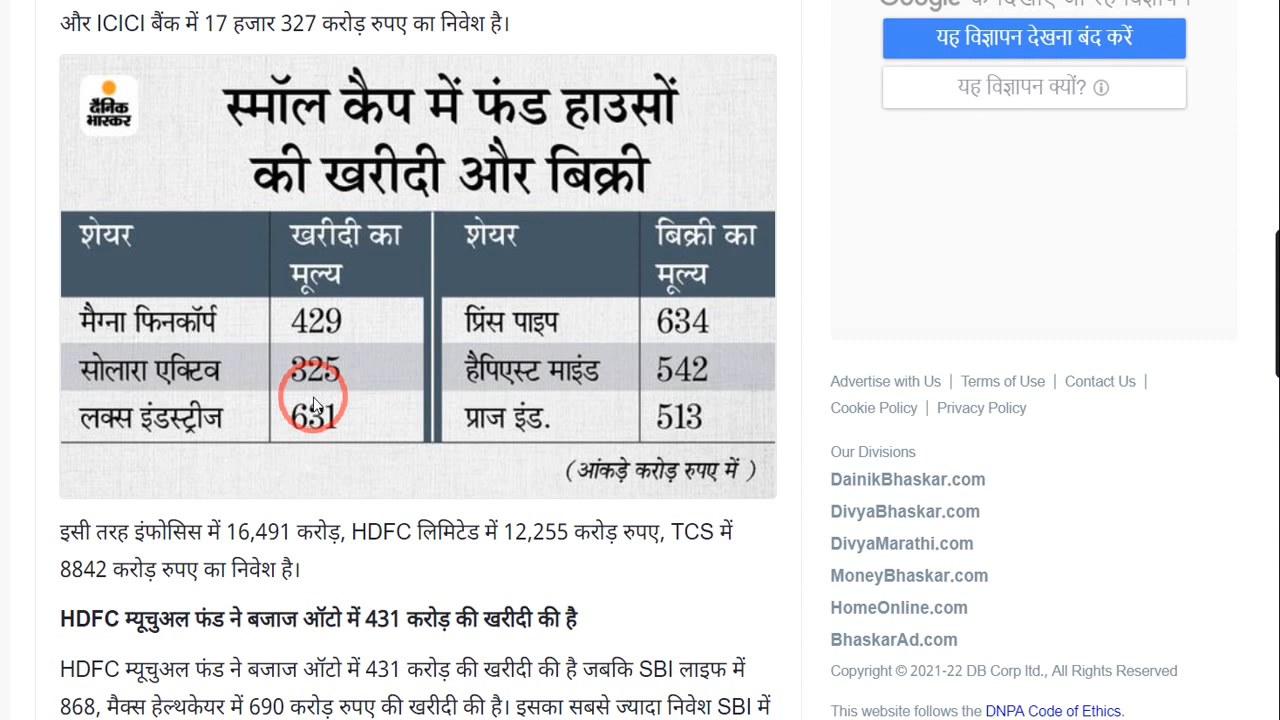 और ICICI बैंक में 17 हजार 327 करोड़ रुपए का निवेश है।
दैनिक
भास्कर
स्मॉल कैप में फंड हाउसों
की खरीदी और बिक्री
शेयर खरीदी का मूल्य शेयर बिक्री का मूल्य
मैग्ना फिनकॉर्प 429 प्रिंस पाइप 634
सोलारा एक्टिव 325 हैपिएस्ट माइंड 542
लक्स इंडस्ट्रीज 631 प्राज इंड. 513
(आंकड़े करोड़ रुपए में )
इसी तरह इंफोसिस में 16,491 करोड़, HDFC लिमिटेड में 12,255 करोड़ रुपए, TCS में
8842 करोड़ रुपए का निवेश है।
HDFC म्यूचुअल फंड ने बजाज ऑटो में 431 करोड़ की खरीदी की है
HDFC म्यूचुअल फंड ने बजाज ऑटो में 431 करोड़ की खरीदी की है जबकि SBI लाइफ में
868, मैक्स हेल्थकेयर में 690 करोड़ रुपए की खरीदी की है। इसका सबसे ज्यादा निवेश SBI में
यह विज्ञापन देखना बंद करें
यह विज्ञापन क्यों?
Advertise with Us | Terms of Use | Contact Us |
Cookie Policy | Privacy Policy
Our Divisions
DainikBhaskar.com
DivyaBhaskar.com
DivyaMarathi.com
MoneyBhaskar.com
HomeOnline.com
BhaskarAd.com
Copyright © 2021-22 DB Corp ltd., All Rights Reserved
This website follows the DNPA Code of Ethics.